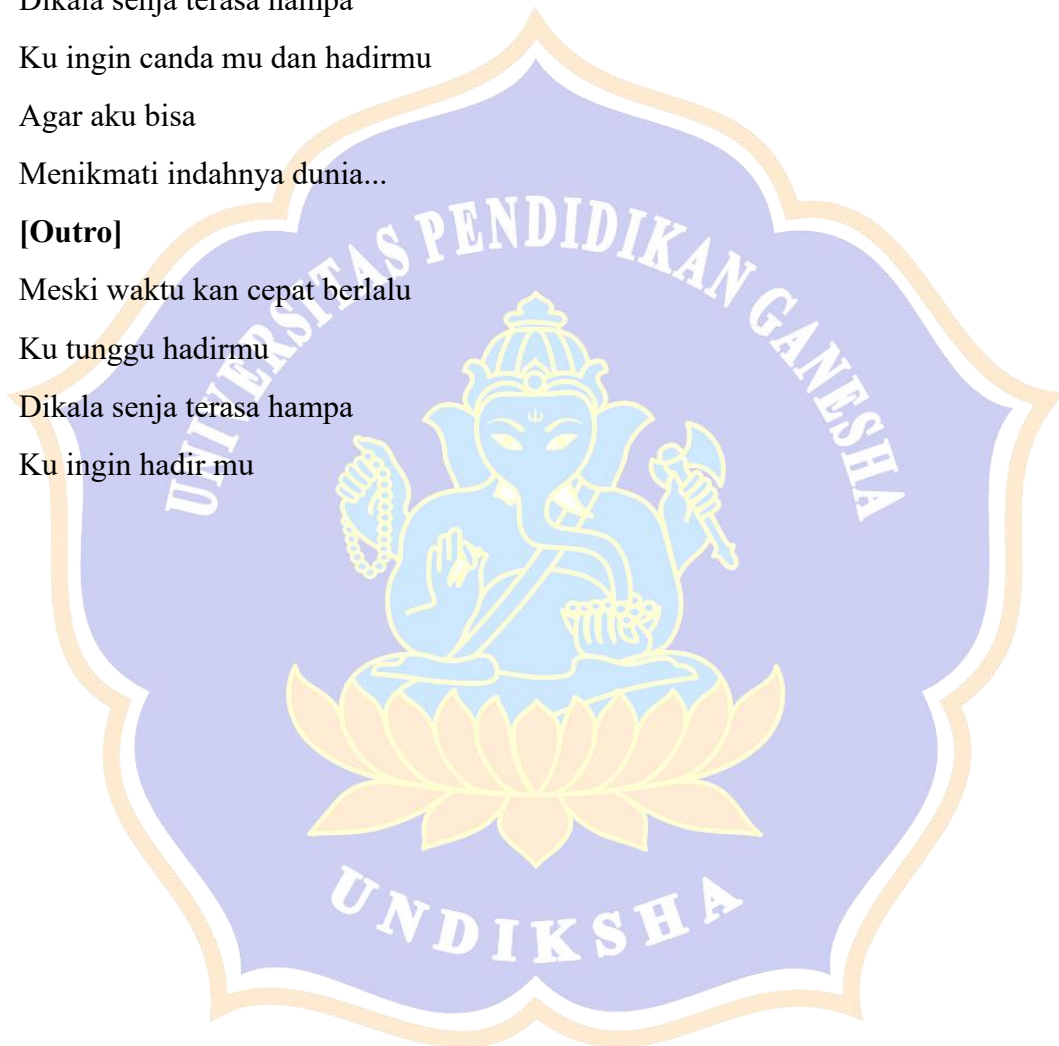 Dikala senja terasa hampa
Ku ingin canda mu dan hadirmu
Agar aku bisa
Menikmati indahnya dunia...
[Outro]
Meski waktu kan cepat berlalu
Ku tunggu hadirmu
Dikala senja terasa hampa
Ku ingin hadir mu
UNIVERSITAS PENDIDIKAN GANESHA
UNDIKSHA